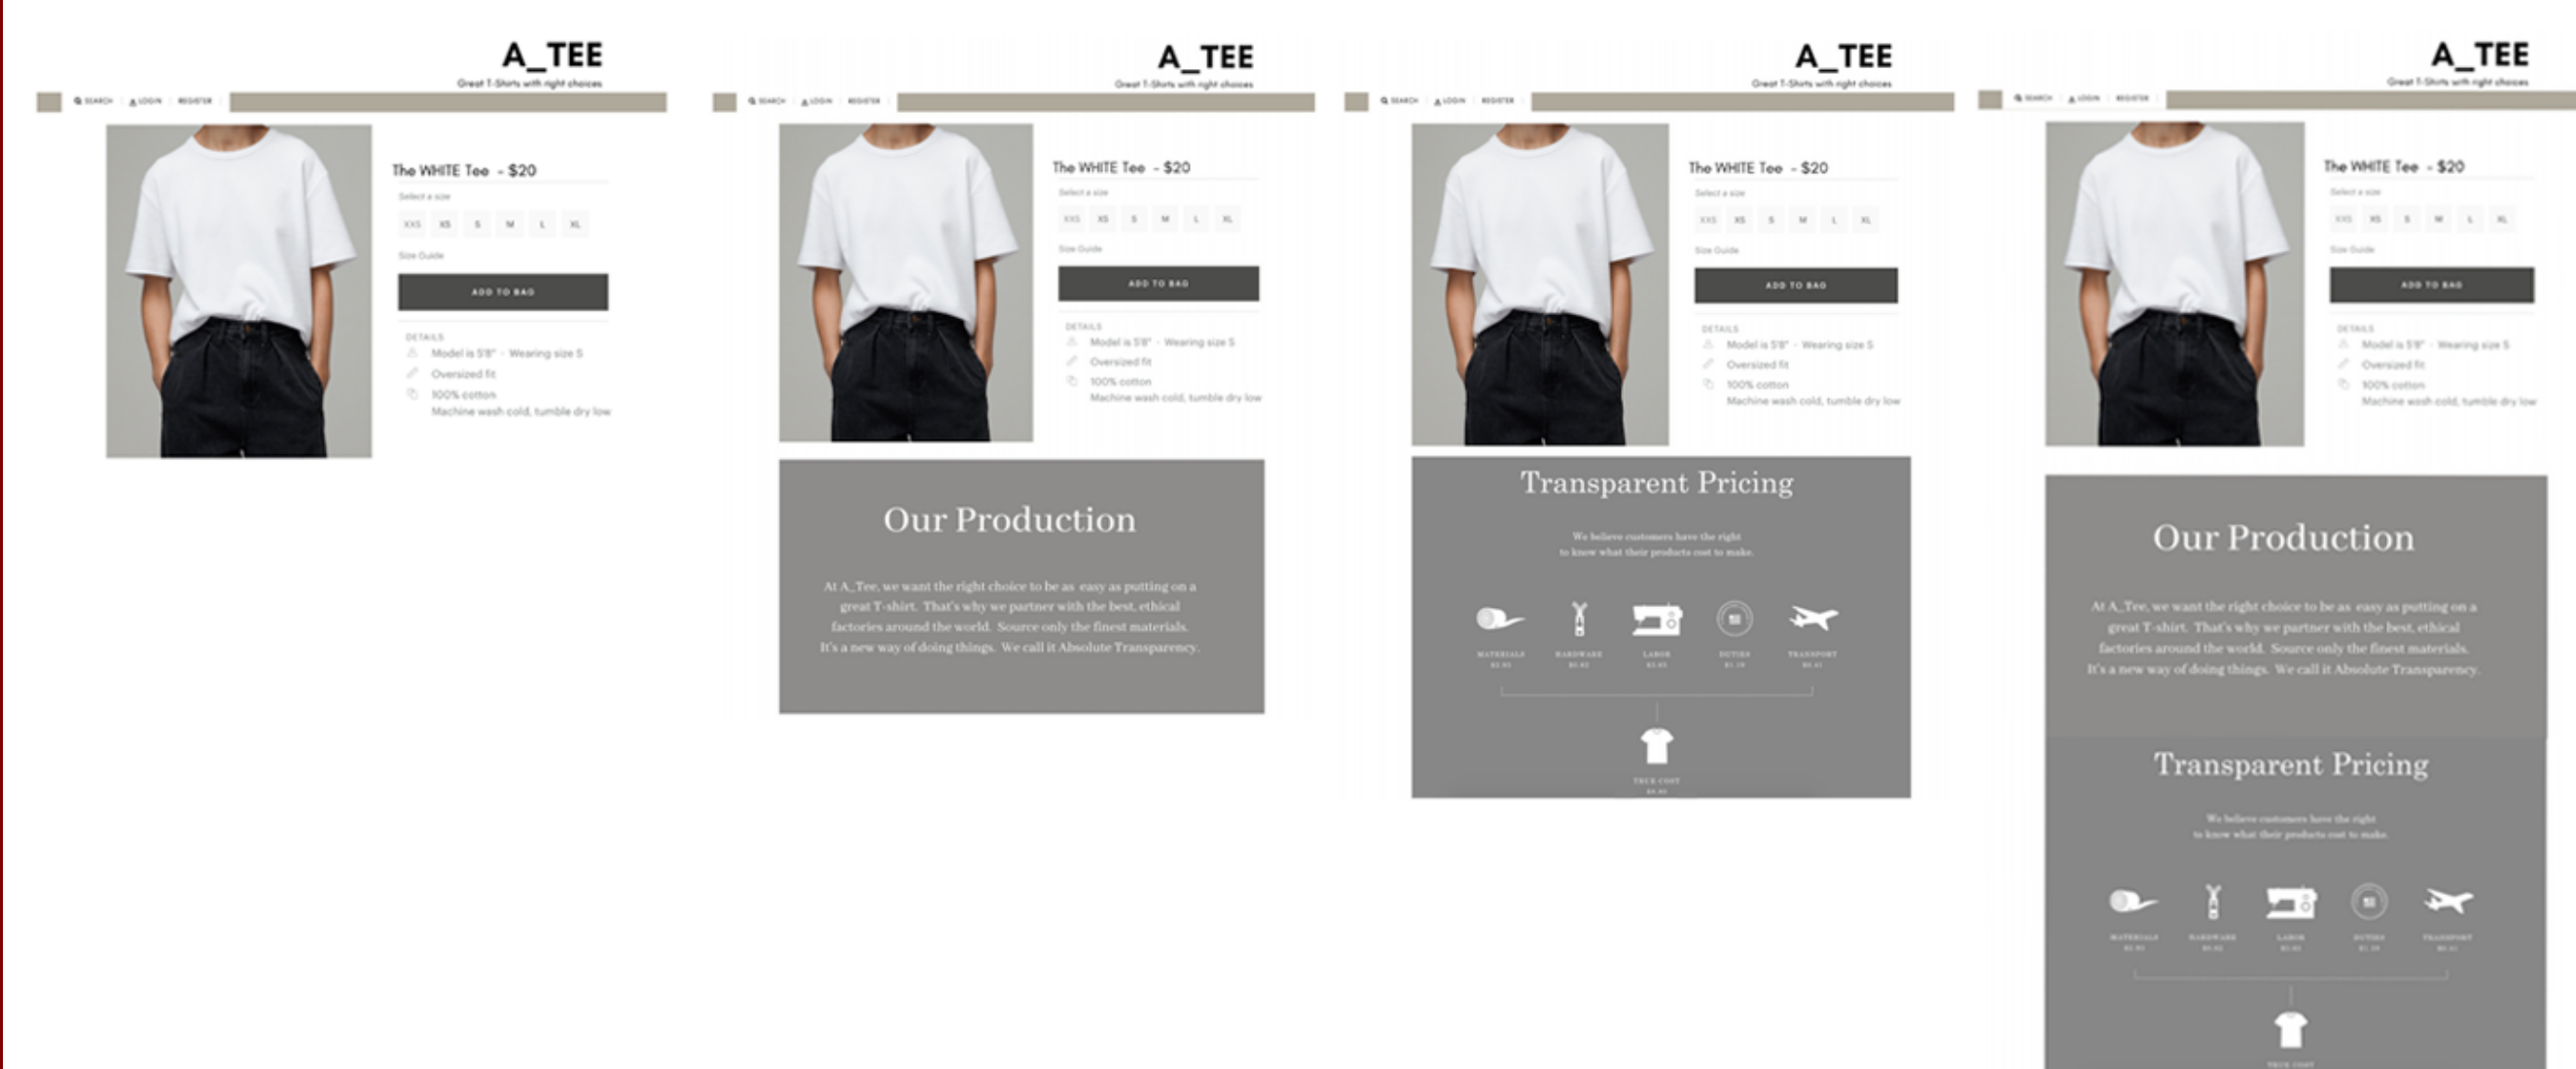 A_TEE
Great T-Shirts with right choices
SEARCH LOGIN REGISTER
The WHITE Tee - $20
Select a size
XXS XS S M L XL
Size Guide
ADD TO BAG
DETAILS
Model is 5'8" · Wearing size S
Oversized fit
100% cotton
Machine wash cold, tumble dry low
A_TEE
Great T-Shirts with right choices
SEARCH LOGIN REGISTER
The WHITE Tee - $20
Select a size
XXS XS S M L XL
Size Guide
ADD TO BAG
DETAILS
Model is 5'8" · Wearing size S
Oversized fit
100% cotton
Machine wash cold, tumble dry low
Our Production
At A_Tee, we want the right choice to be as easy as putting on a
great T-shirt. That's why we partner with the best, ethical
factories around the world. Source only the finest materials.
It's a new way of doing things. We call it Absolute Transparency.
A_TEE
Great T-Shirts with right choices
SEARCH LOGIN REGISTER
The WHITE Tee - $20
Select a size
XXS XS S M L XL
Size Guide
ADD TO BAG
DETAILS
Model is 5'8" · Wearing size S
Oversized fit
100% cotton
Machine wash cold, tumble dry low
Transparent Pricing
We believe customers have the right
to know what their products cost to make.
MATERIALS HARDWARE LABOR DUTIES TRANSPORT
TRUE COST
A_TEE
Great T-Shirts with right choices
SEARCH LOGIN REGISTER
The WHITE Tee - $20
Select a size
XXS XS S M L XL
Size Guide
ADD TO BAG
DETAILS
Model is 5'8" · Wearing size S
Oversized fit
100% cotton
Machine wash cold, tumble dry low
Our Production
At A_Tee, we want the right choice to be as easy as putting on a
great T-shirt. That's why we partner with the best, ethical
factories around the world. Source only the finest materials.
It's a new way of doing things. We call it Absolute Transparency.
Transparent Pricing
We believe customers have the right
to know what their products cost to make.
MATERIALS HARDWARE LABOR DUTIES TRANSPORT
TRUE COST